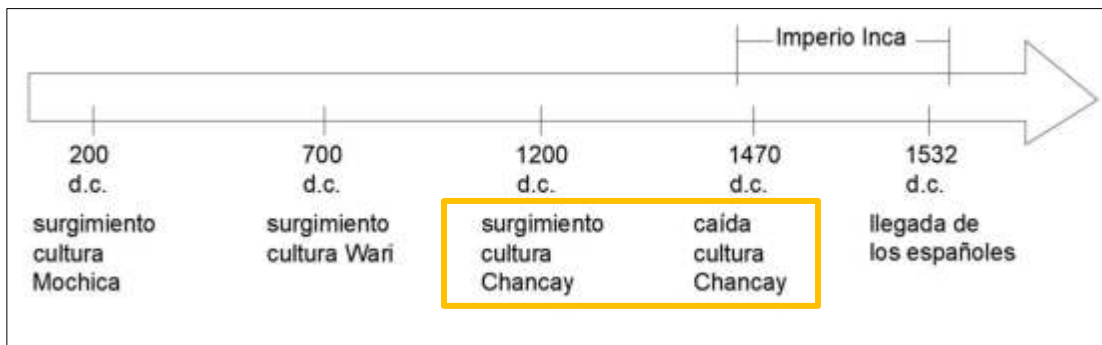 Imperio Inca
200
d.c.
surgimiento
cultura
Mochica
700
d.c.
surgimiento
cultura Wari
1200
d.c.
surgimiento
cultura
Chancay
1470
d.c.
caída
cultura
Chancay
1532
d.c.
llegada de
los españoles